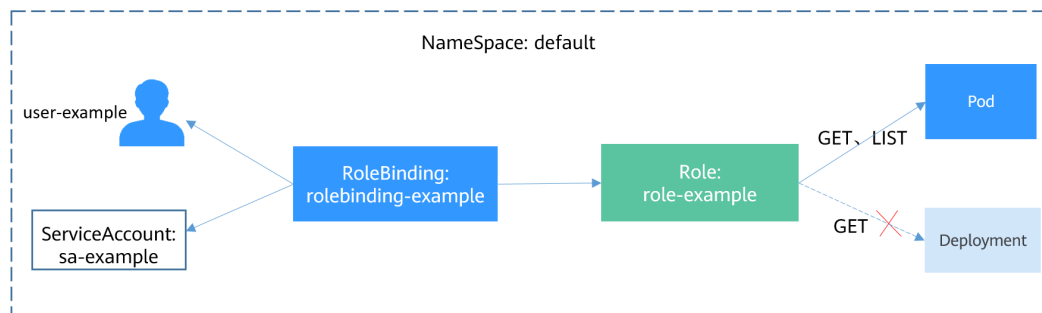 NameSpace: default
user-example
Pod
GET、LIST
RoleBinding:
rolebinding-example
Role:
role-example
ServiceAccount:
sa-example
GET
Deployment